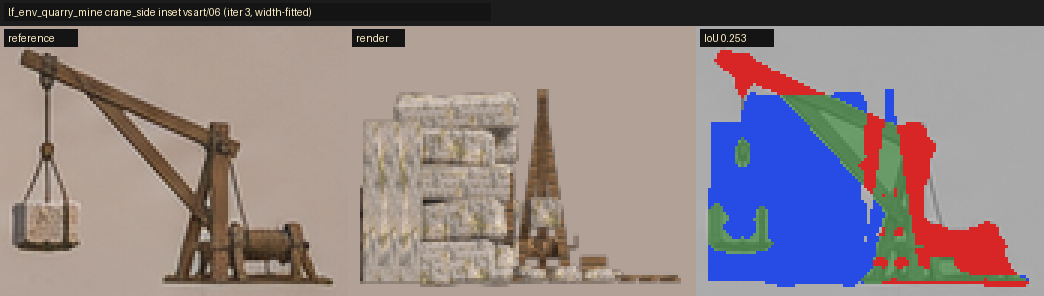 lf_env_quarry_mine crane_side inset vs art/06 (iter 3, width-fitted)
reference
render
IoU 0.253